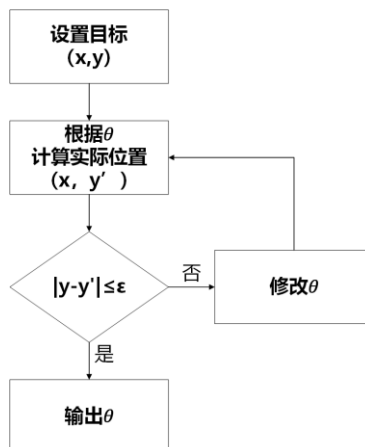 设置目标
(x,y)
根据θ
计算实际位置
(x，y′)
|y-y'|≤ε
否
修改θ
是
输出θ